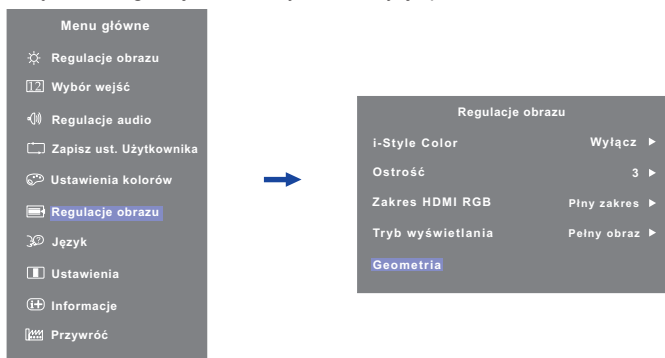 Menu główne
Regulacje obrazu
12 Wybór wejść
Regulacje audio
Zapisz ust. Użytkownika
Ustawienia kolorów
Regulacje obrazu
Język
Ustawienia
Informacje
Przywróć
Regulacje obrazu
i-Style Color Wyłącz
Ostrość 3
Zakres HDMI RGB Płny zakres
Tryb wyświetlania Pełny obraz
Geometria